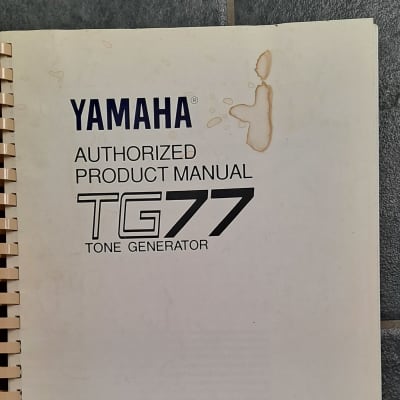 YAMAHA®
AUTHORIZED
PRODUCT MANUAL
TG77
TONE GENERATOR